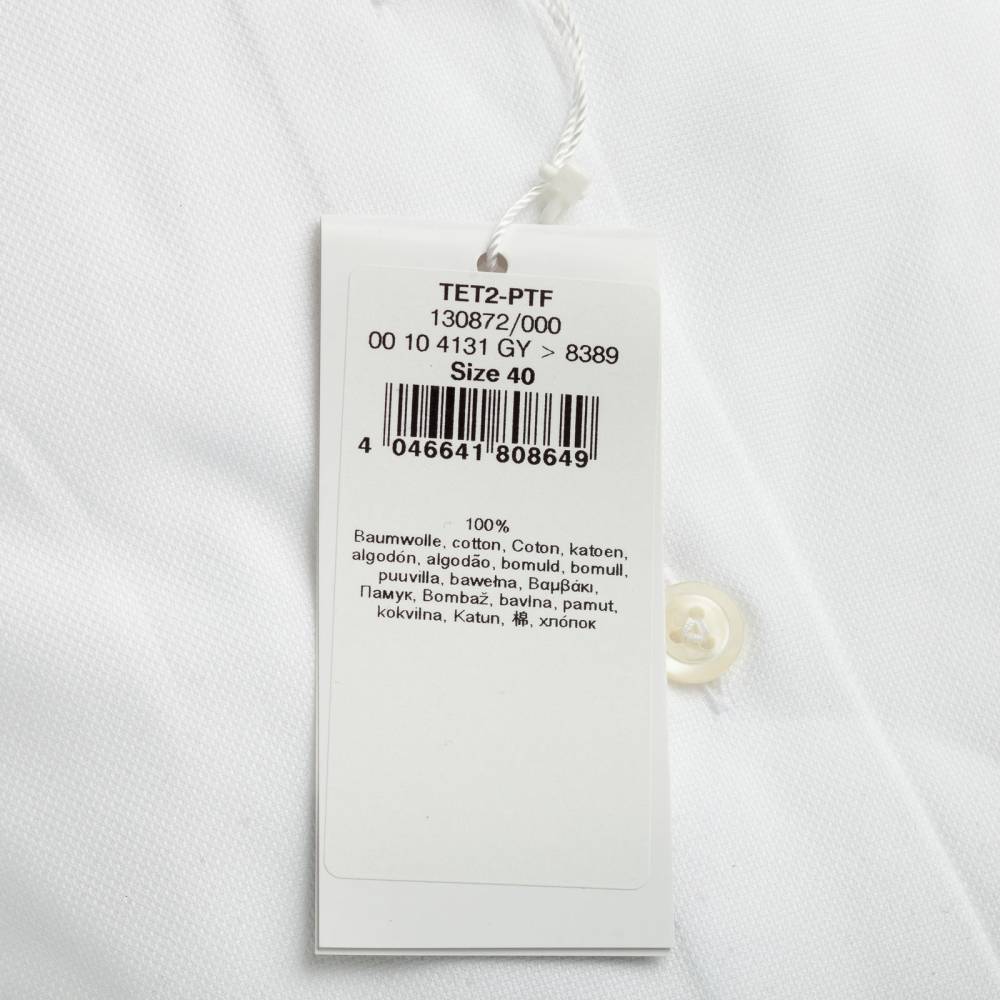 TET2-PTF
130872/000
00 10 4131 GY > 8389
Size 40
4 046641 808649
100%
Baumwolle, cotton, Coton, katoen,
algodón, algodão, bomuld, bomull,
puuvilla, bawełna, Βαμβάκι,
Памук, Bombaž, bavlna, pamut,
kokvilna, Katun, 棉, хлопок